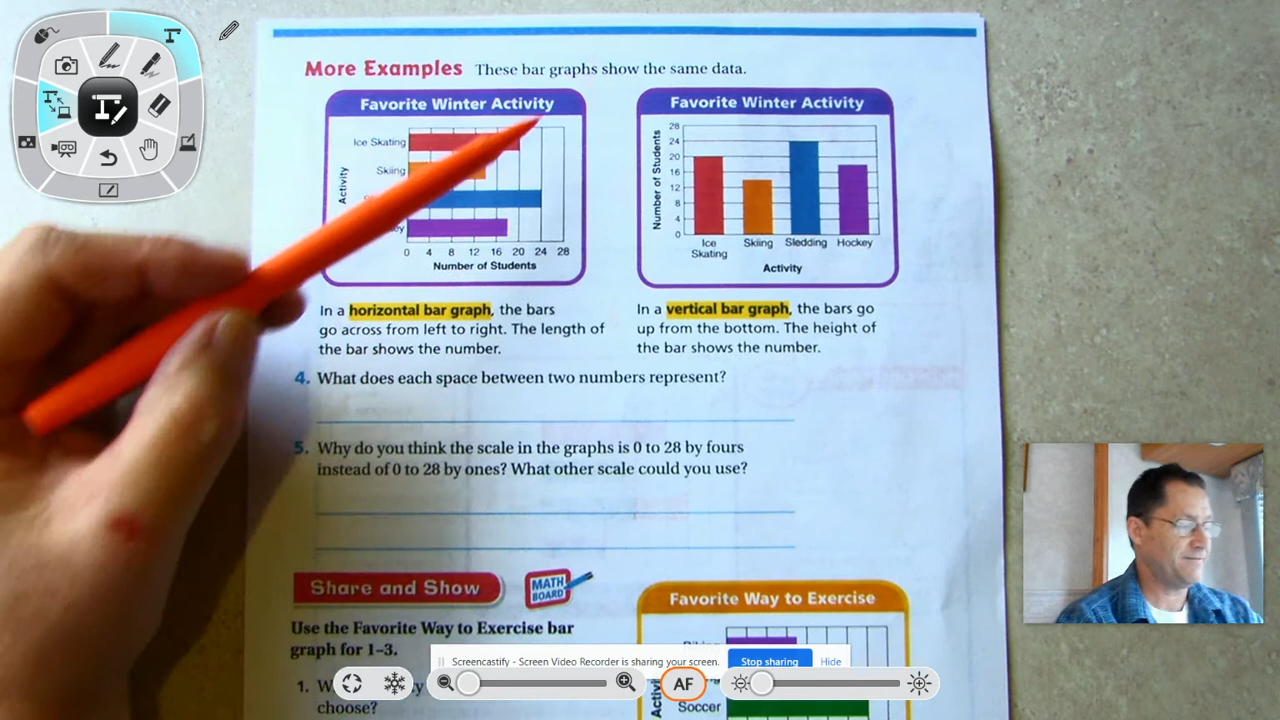 More Examples These bar graphs show the same data.
Favorite Winter Activity
Ice Skating
Skiing
Activity
0 4 8 12 16 20 24 28
Number of Students
Favorite Winter Activity
Number of Students
28
24
20
16
12
8
4
0
Ice Skating
Skiing
Sledding
Hockey
Activity
In a horizontal bar graph, the bars
go across from left to right. The length of
the bar shows the number.
In a vertical bar graph, the bars go
up from the bottom. The height of
the bar shows the number.
4. What does each space between two numbers represent?
5. Why do you think the scale in the graphs is 0 to 28 by fours
instead of 0 to 28 by ones? What other scale could you use?
Share and Show
MATH
BOARD
Use the Favorite Way to Exercise bar
graph for 1–3.
1.
choose?
Favorite Way to Exercise
Soccer
Screencastify - Screen Video Recorder is sharing your screen.
Stop sharing
Hide
AF